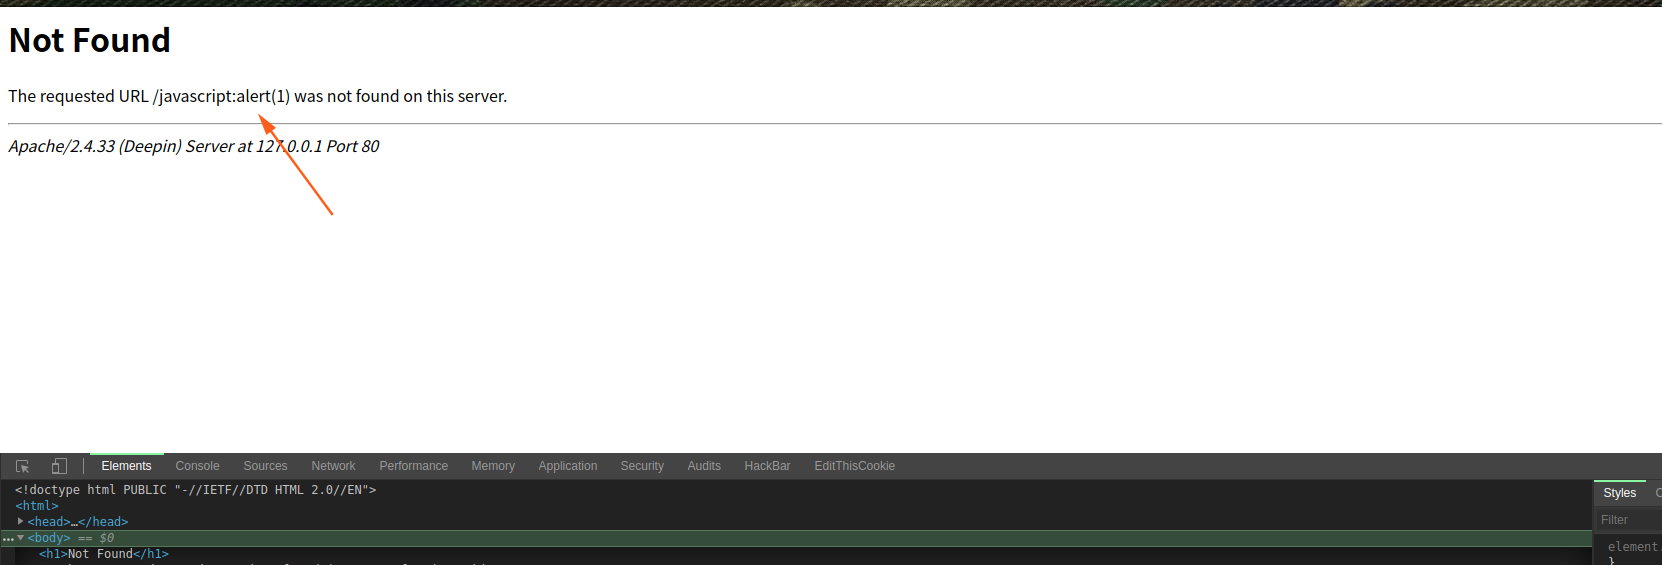 Not Found
The requested URL /javascript:alert(1) was not found on this server.
Apache/2.4.33 (Deepin) Server at 127.0.0.1 Port 80
Elements Console Sources Network Performance Memory Application Security Audits HackBar EditThisCookie
<!doctype html PUBLIC "-//IETF//DTD HTML 2.0//EN">
<html>
<head>…</head>
<body> == $0
<h1>Not Found</h1>
Styles
Filter
element.
}